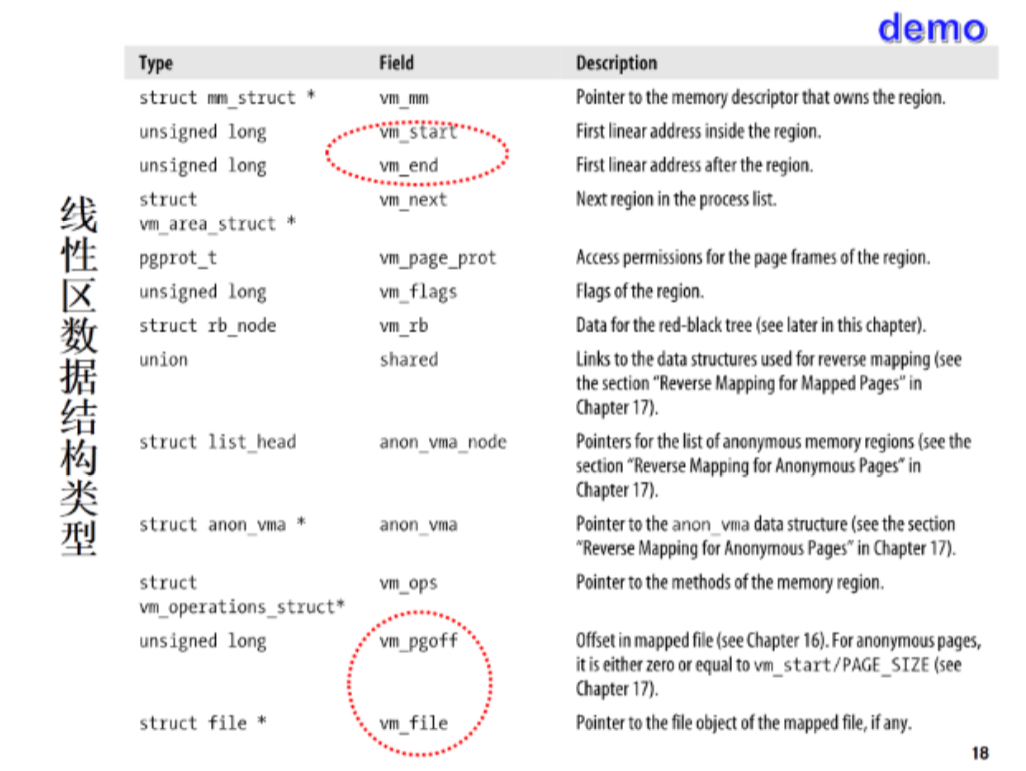 demo
线性区数据结构类型
Type Field Description
struct mm_struct * vm_mm Pointer to the memory descriptor that owns the region.
unsigned long vm_start First linear address inside the region.
unsigned long vm_end First linear address after the region.
struct vm_next Next region in the process list.
vm_area_struct *
pgprot_t vm_page_prot Access permissions for the page frames of the region.
unsigned long vm_flags Flags of the region.
struct rb_node vm_rb Data for the red-black tree (see later in this chapter).
union shared Links to the data structures used for reverse mapping (see
the section “Reverse Mapping for Mapped Pages” in
Chapter 17).
struct list_head anon_vma_node Pointers for the list of anonymous memory regions (see the
section “Reverse Mapping for Anonymous Pages” in
Chapter 17).
struct anon_vma * anon_vma Pointer to the anon_vma data structure (see the section
“Reverse Mapping for Anonymous Pages” in Chapter 17).
struct vm_ops Pointer to the methods of the memory region.
vm_operations_struct*
unsigned long vm_pgoff Offset in mapped file (see Chapter 16). For anonymous pages,
it is either zero or equal to vm_start/PAGE_SIZE (see
Chapter 17).
struct file * vm_file Pointer to the file object of the mapped file, if any.
18